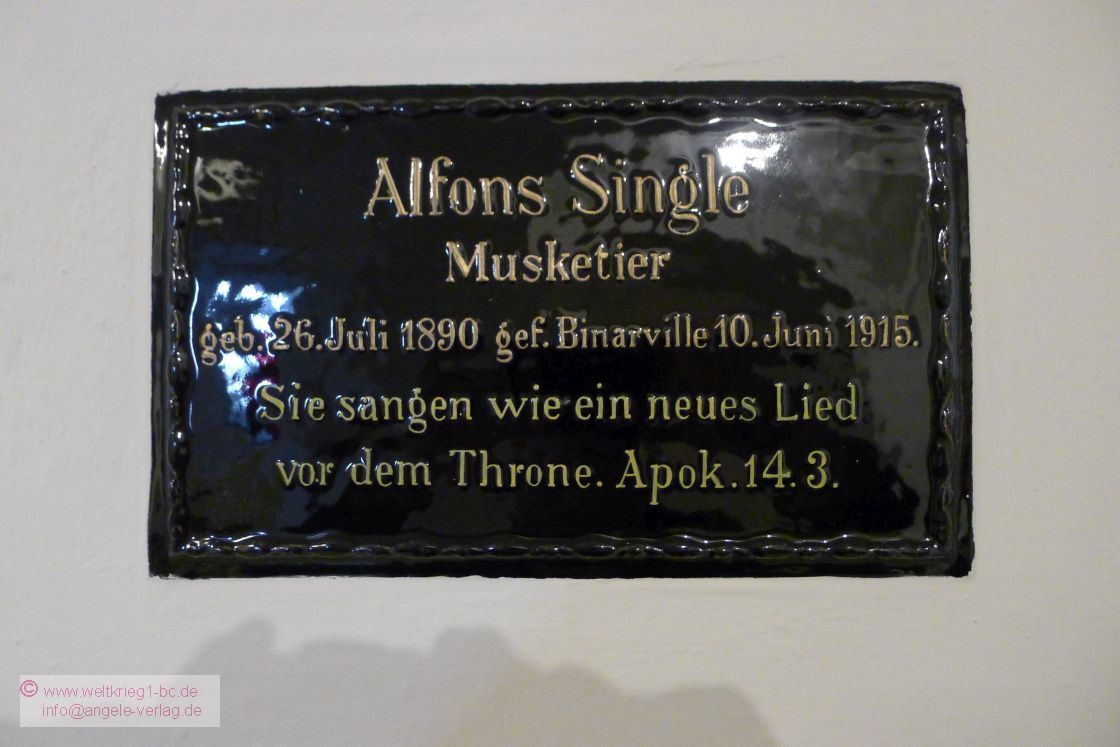 Alfons Single
Musketier
geb. 26. Juli 1890 gef. Binarville 10. Juni 1915.
Sie sangen wie ein neues Lied
vor dem Throne. Apok. 14. 3.
© www.weltkrieg1-bc.de
info@angele-verlag.de